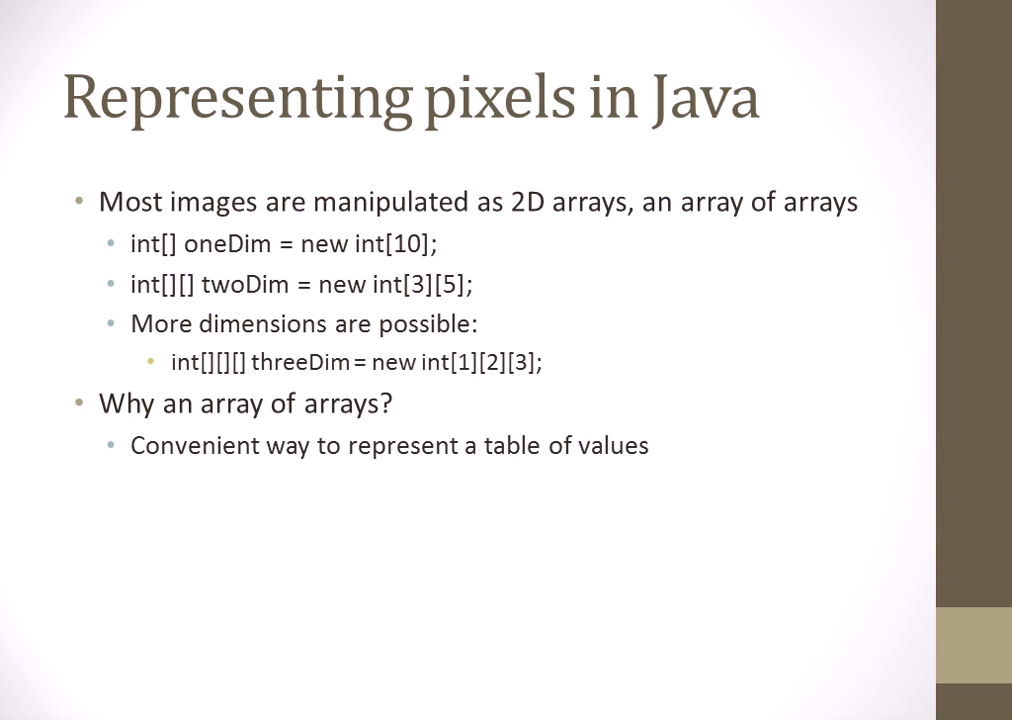 Representing pixels in Java
• Most images are manipulated as 2D arrays, an array of arrays
• int[] oneDim = new int[10];
• int[][] twoDim = new int[3][5];
• More dimensions are possible:
• int[][][] threeDim = new int[1][2][3];
• Why an array of arrays?
• Convenient way to represent a table of values